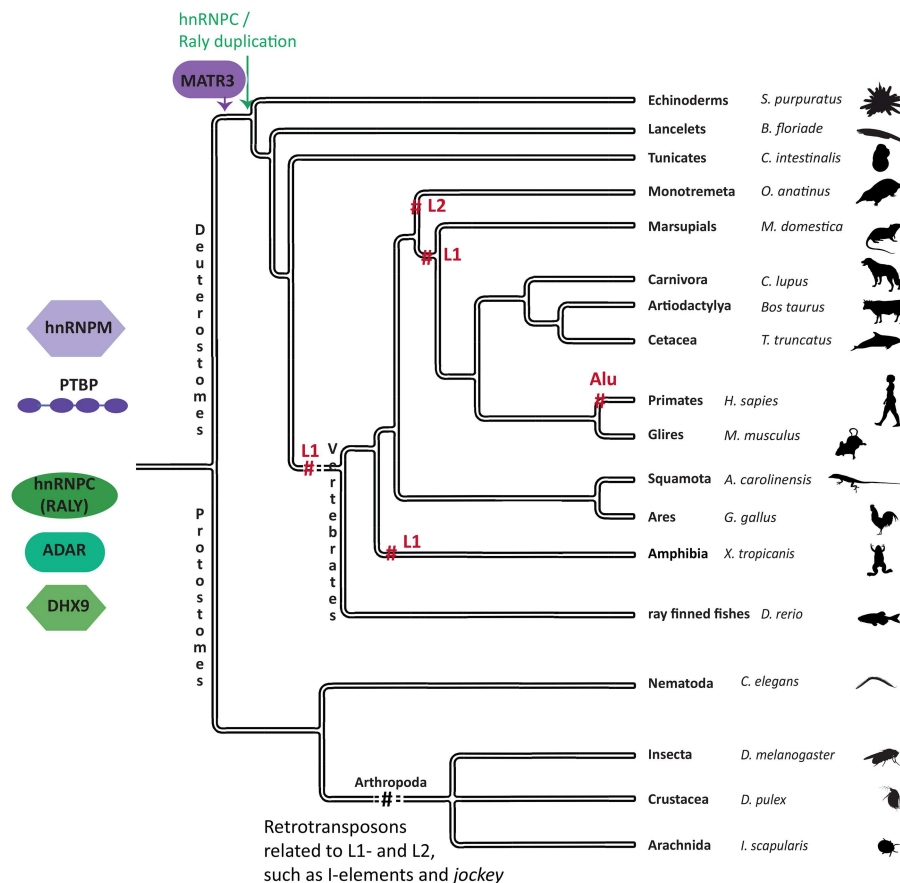 hnRNPC /
Raly duplication
MATR3
Echinoderms S. purpuratus
Lancelets B. floriade
Tunicates C. intestinalis
Monotremeta O. anatinus
L2
Marsupials M. domestica
L1
Deuterostomes
Carnivora C. lupus
Artiodactylya Bos taurus
hnRNPM
Cetacea T. truncatus
PTBP
Alu
Primates H. sapies
Glires M. musculus
L1
Vertebrates
hnRNPC
(RALY)
Squamota A. carolinensis
Ares G. gallus
Protostomes
ADAR
L1
Amphibia X. tropicanis
DHX9
ray finned fishes D. rerio
Nematoda C. elegans
Insecta D. melanogaster
Arthropoda
#
Crustacea D. pulex
Retrotransposons
related to L1- and L2,
such as I-elements and jockey
Arachnida I. scapularis